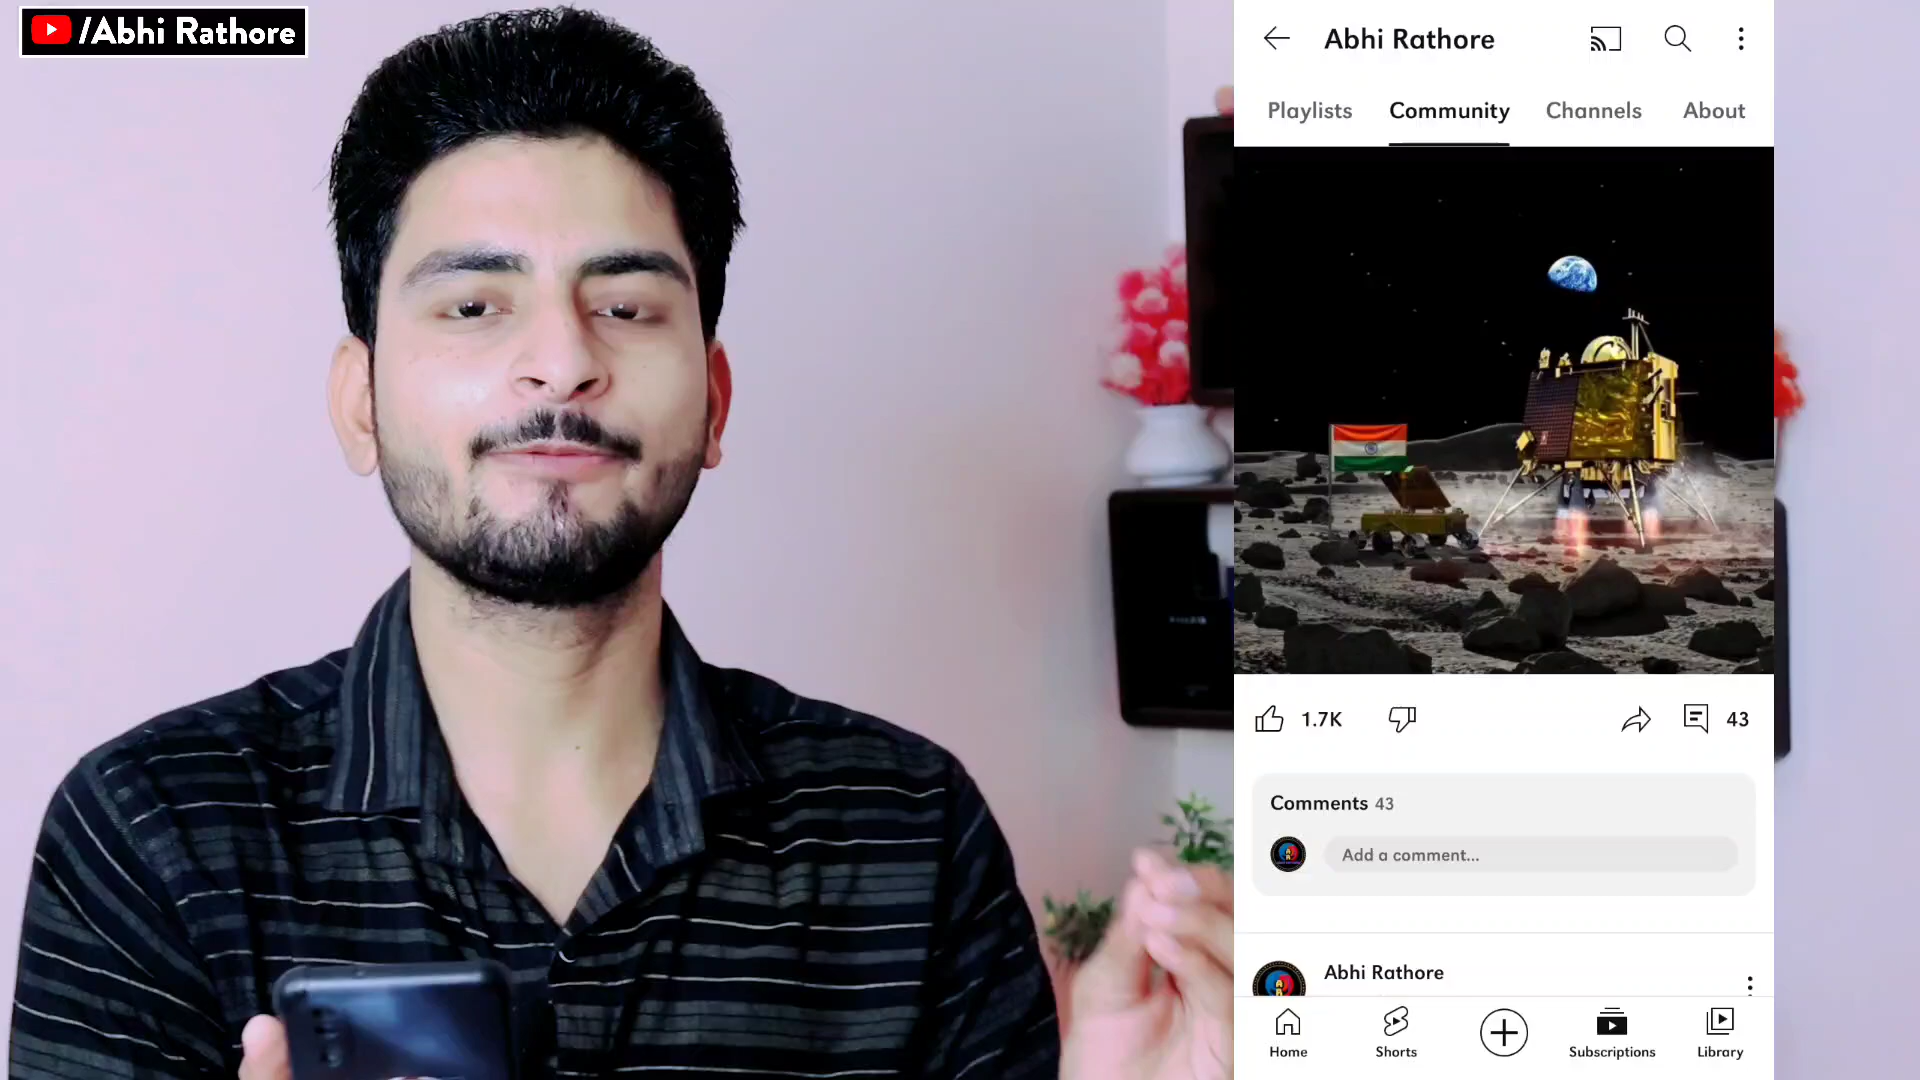 /Abhi Rathore
Abhi Rathore
Playlists Community Channels About
1.7K 43
Comments 43
Add a comment...
Abhi Rathore
Home Shorts Subscriptions Library